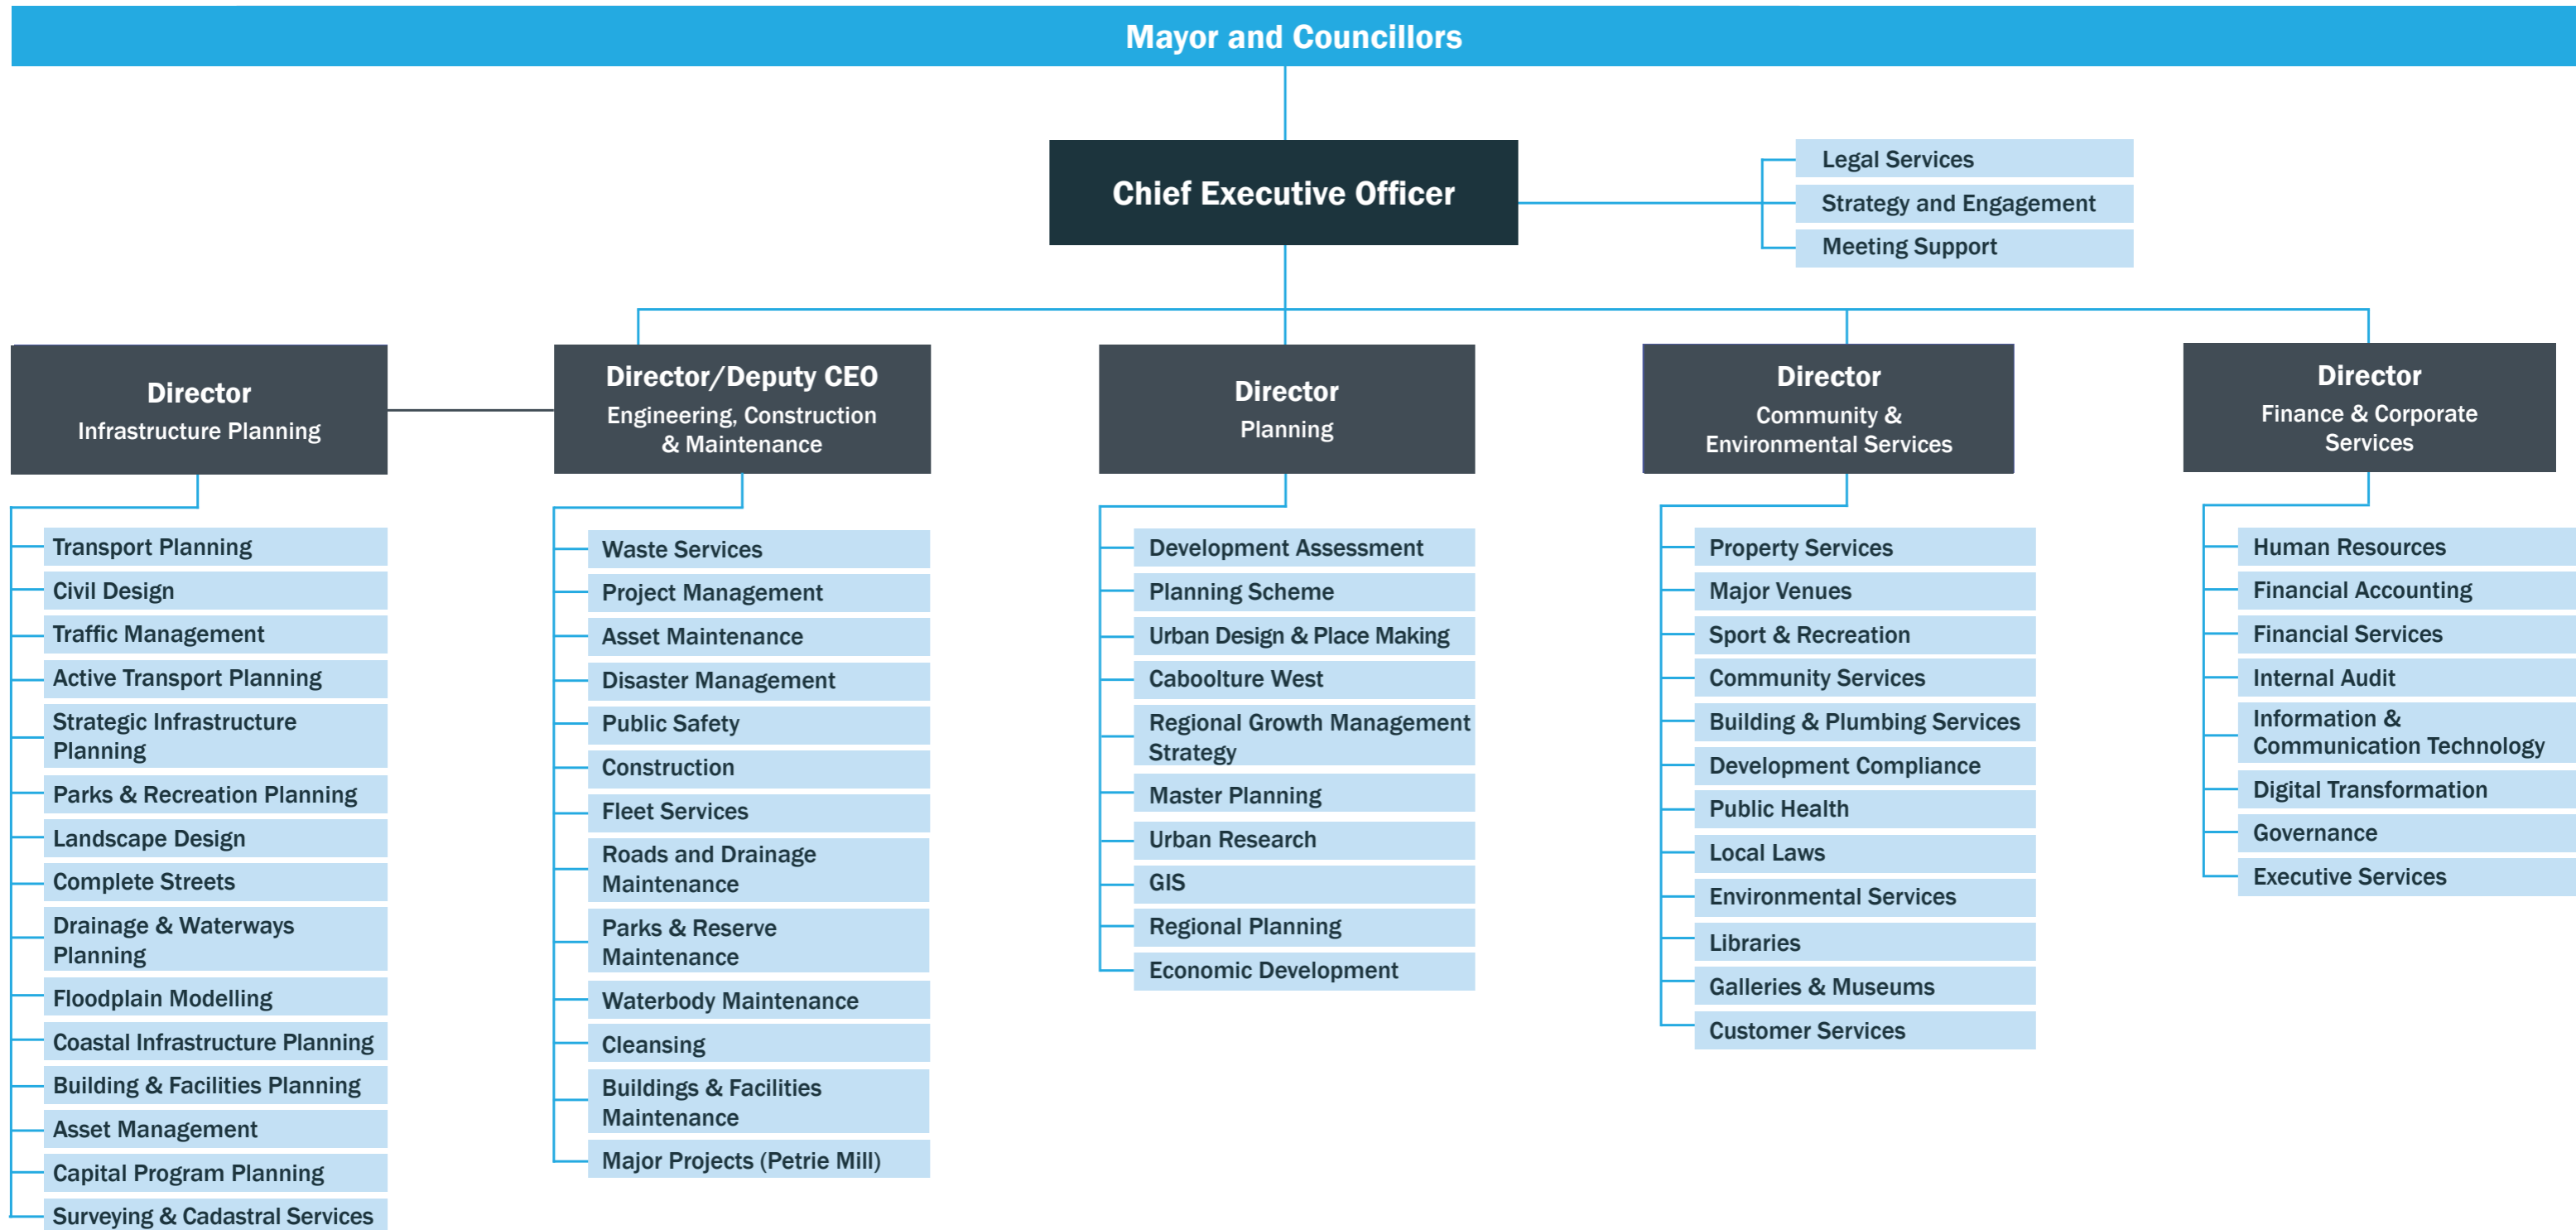 Mayor and Councillors
Chief Executive Officer
Legal Services
Strategy and Engagement
Meeting Support
Director
Infrastructure Planning
Transport Planning
Civil Design
Traffic Management
Active Transport Planning
Strategic Infrastructure
Planning
Parks & Recreation Planning
Landscape Design
Complete Streets
Drainage & Waterways
Planning
Floodplain Modelling
Coastal Infrastructure Planning
Building & Facilities Planning
Asset Management
Capital Program Planning
Surveying & Cadastral Services
Director/Deputy CEO
Engineering, Construction
& Maintenance
Waste Services
Project Management
Asset Maintenance
Disaster Management
Public Safety
Construction
Fleet Services
Roads and Drainage
Maintenance
Parks & Reserve
Maintenance
Waterbody Maintenance
Cleansing
Buildings & Facilities
Maintenance
Major Projects (Petrie Mill)
Director
Planning
Development Assessment
Planning Scheme
Urban Design & Place Making
Caboolture West
Regional Growth Management
Strategy
Master Planning
Urban Research
GIS
Regional Planning
Economic Development
Director
Community &
Environmental Services
Property Services
Major Venues
Sport & Recreation
Community Services
Building & Plumbing Services
Development Compliance
Public Health
Local Laws
Environmental Services
Libraries
Galleries & Museums
Customer Services
Director
Finance & Corporate
Services
Human Resources
Financial Accounting
Financial Services
Internal Audit
Information &
Communication Technology
Digital Transformation
Governance
Executive Services